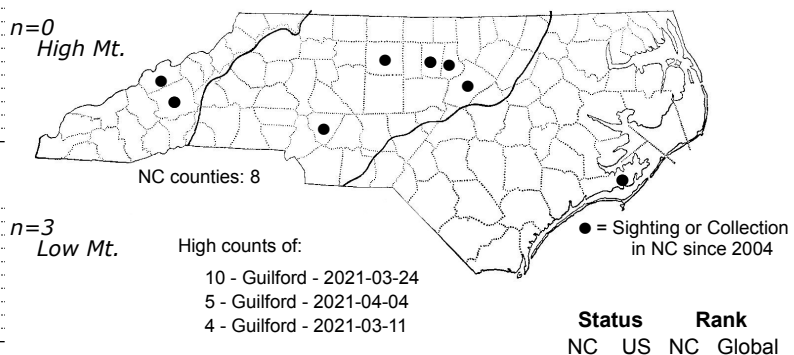 n=0
High Mt.
NC counties: 8
n=3
Low Mt.
High counts of:
10 - Guilford - 2021-03-24
5 - Guilford - 2021-04-04
4 - Guilford - 2021-03-11
● = Sighting or Collection
in NC since 2004
Status Rank
NC US NC Global